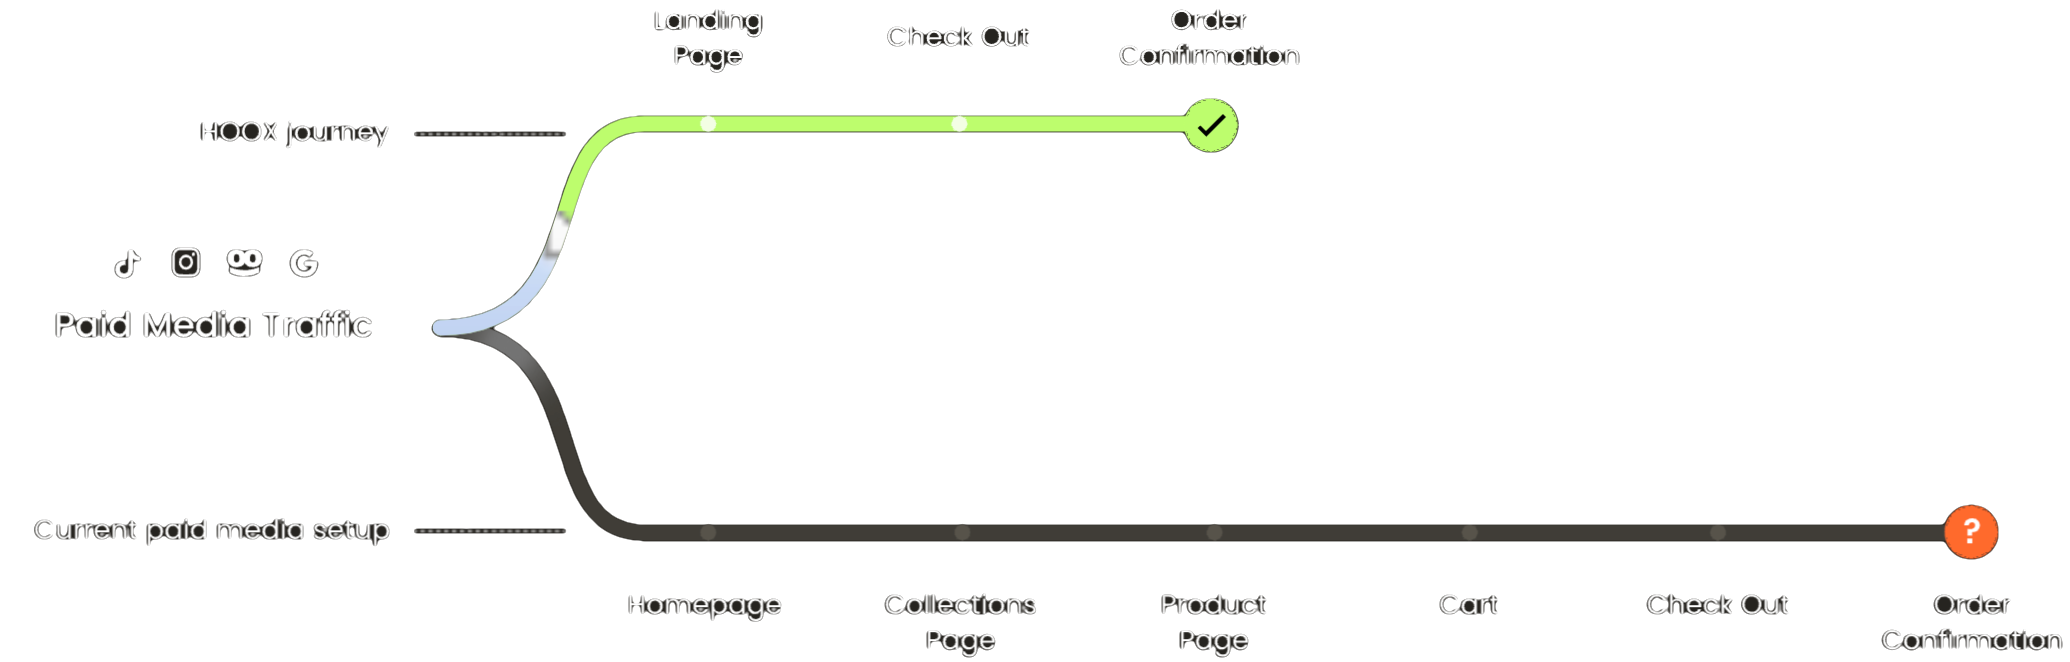 Landing
Page
Check Out
Order
Confirmation
HOOX journey
Paid Media Traffic
?
Current paid media setup
Homepage
Collections
Page
Product
Page
Cart
Check Out
Order
Confirmation